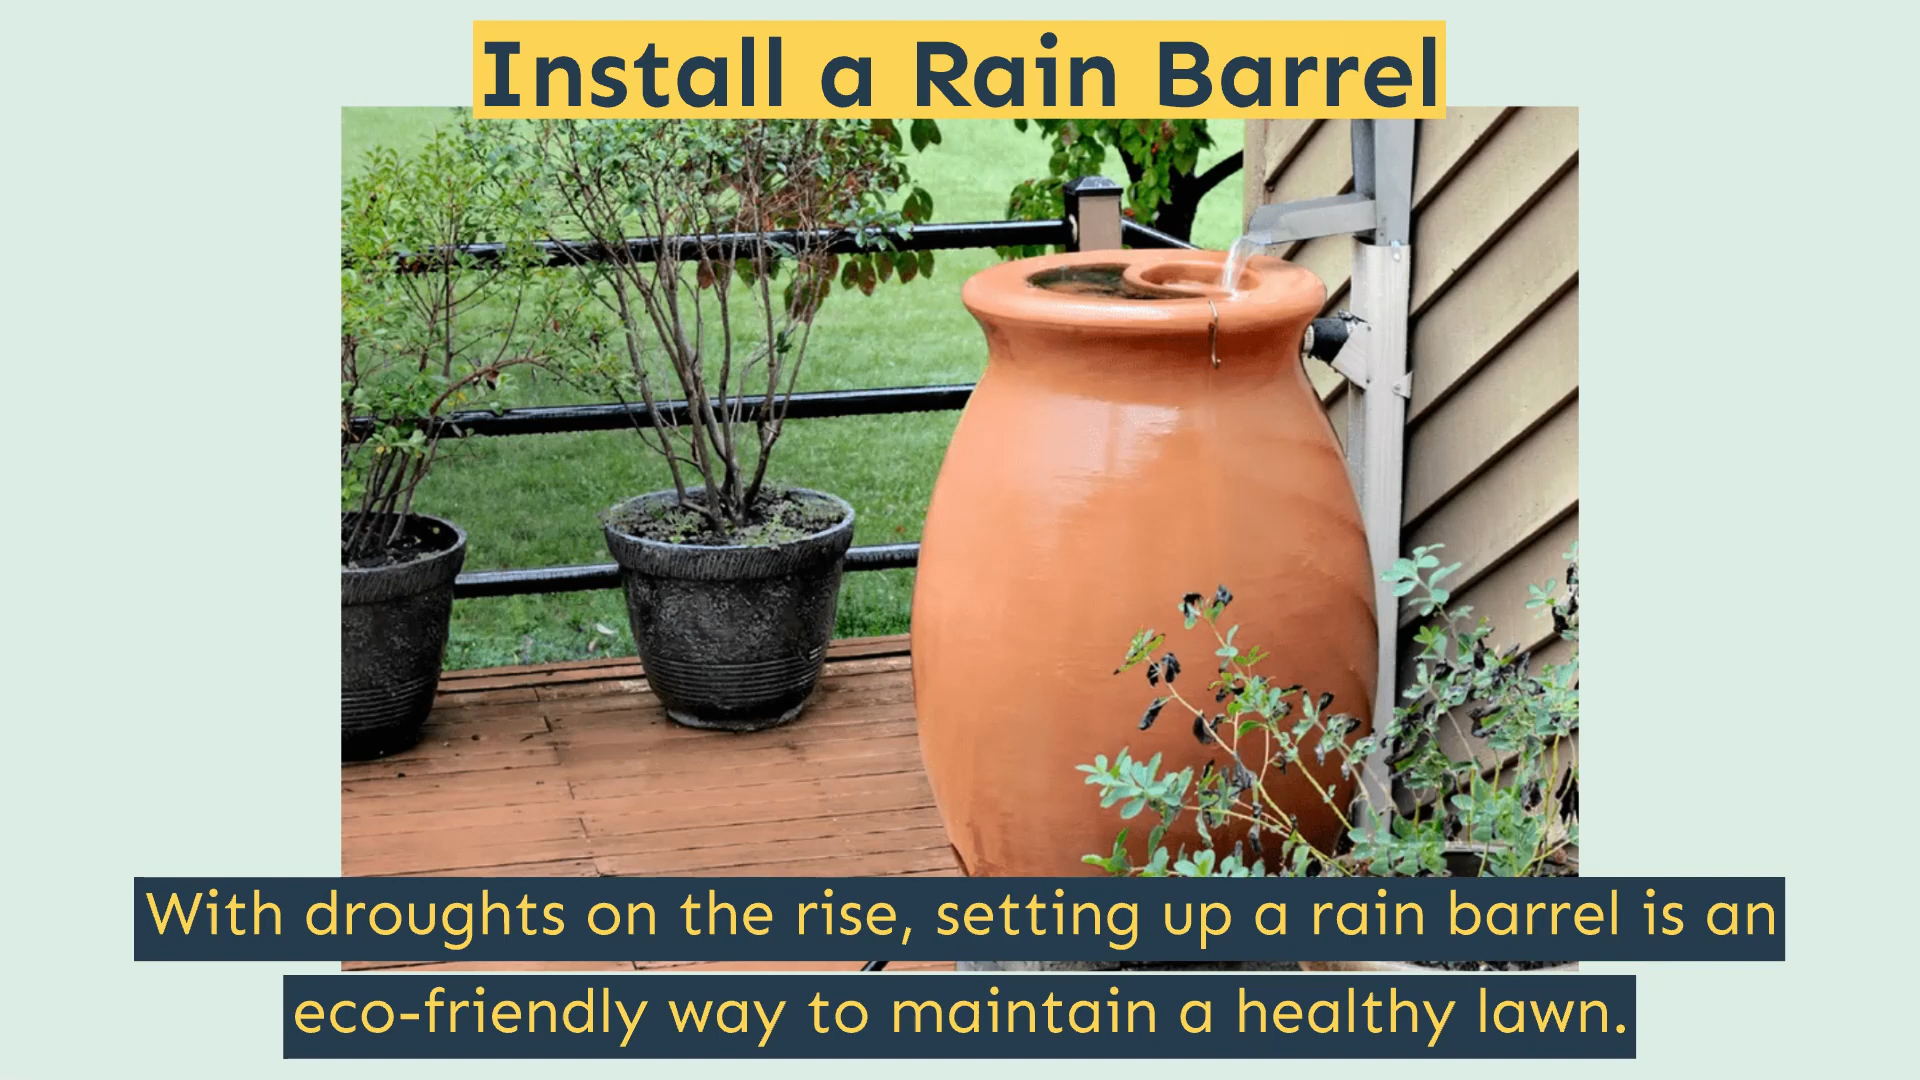 Install a Rain Barrel
With droughts on the rise, setting up a rain barrel is an
eco-friendly way to maintain a healthy lawn.